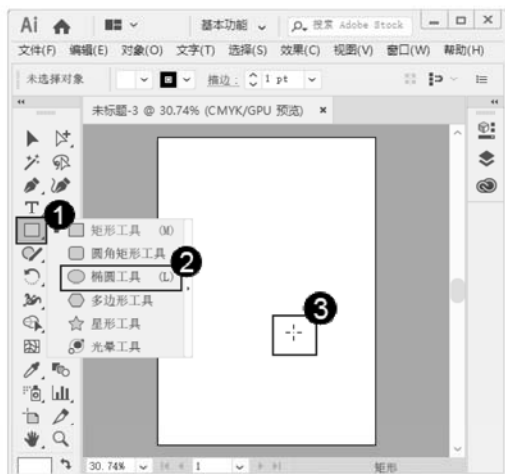 Ai 基本功能 搜索 Adobe Stock
文件(F) 编辑(E) 对象(O) 文字(T) 选择(S) 效果(C) 视图(V) 窗口(W) 帮助(H)
未选择对象 描边: 1 pt
未标题-3 @ 30.74% (CMYK/GPU 预览) ×
T
1
矩形工具 (M)
圆角矩形工具
2
椭圆工具 (L)
多边形工具
3
星形工具
光晕工具
30.74% 1 矩形